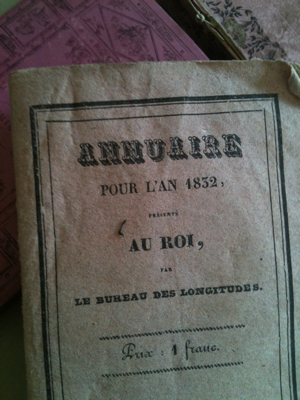 ANNUAIRE
POUR L'AN 1832;
PRÉSENTÉ
AU ROI,
PAR
LE BUREAU DES LONGITUDES.
Prix : 1 franc.